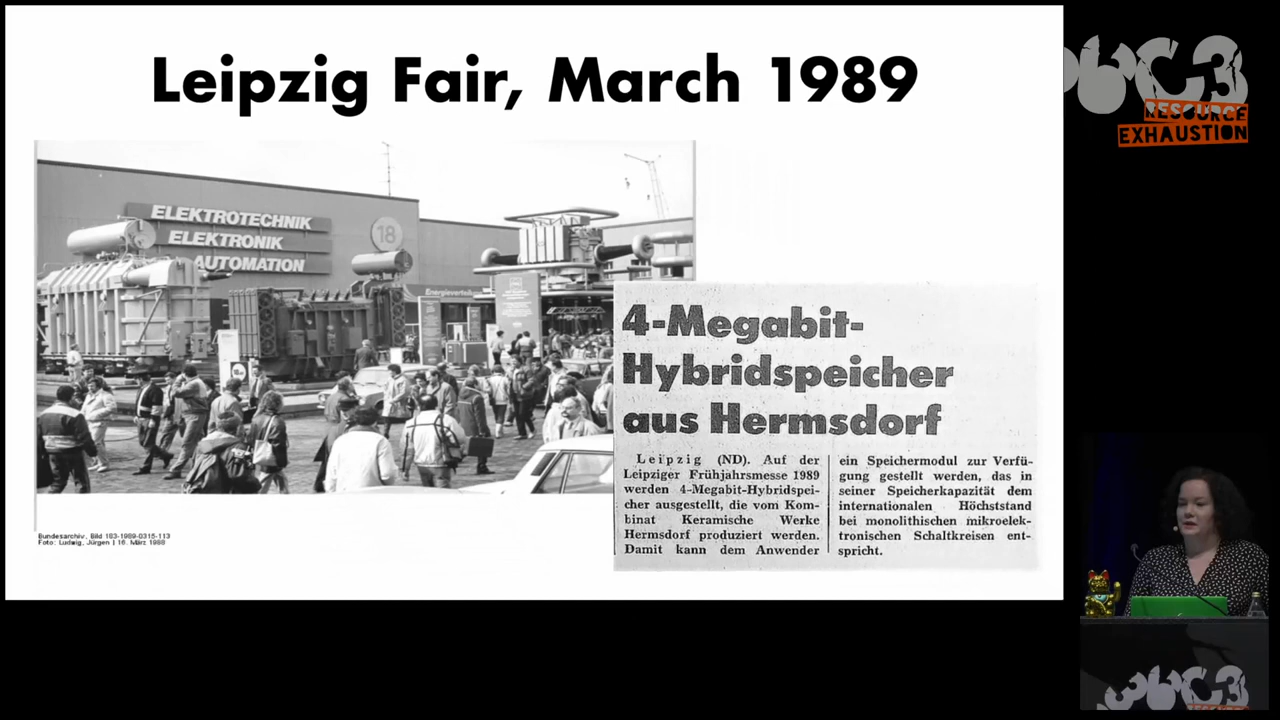 Leipzig Fair, March 1989
RESOURCE
EXHAUSTION
ELEKTROTECHNIK
ELEKTRONIK
AUTOMATION
18
Bundesarchiv, Bild 183-1989-0315-113
Foto: Ludwig, Jürgen | 16. März 1988
4-Megabit-
Hybridspeicher
aus Hermsdorf
Leipzig (ND). Auf der
Leipziger Frühjahrsmesse 1989
werden 4-Megabit-Hybridspei-
cher ausgestellt, die vom Kom-
binat Keramische Werke
Hermsdorf produziert werden.
Damit kann dem Anwender
ein Speichermodul zur Verfü-
gung gestellt werden, das in
seiner Speicherkapazität dem
internationalen Höchststand
bei monolithischen mikroelek-
tronischen Schaltkreisen ent-
spricht.